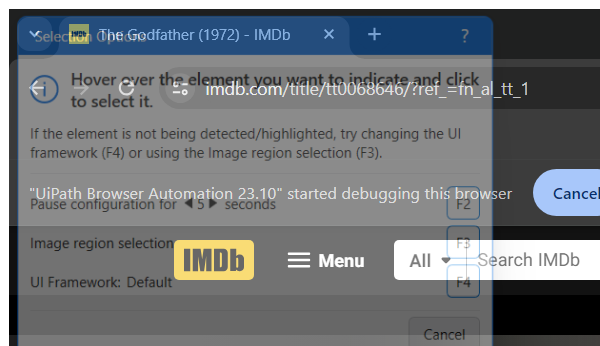 Selection Options
The Godfather (1972) - IMDb
?
Hover over the element you want to indicate and click
to select it.
imdb.com/title/tt0068646/?ref_=fn_al_tt_1
If the element is not being detected/highlighted, try changing the UI
framework (F4) or using the Image region selection (F3).
"UiPath Browser Automation 23.10" started debugging this browser
Cancel
Pause configuration for 5 seconds
F2
Image region selection
F3
IMDb
Menu
All
Search IMDb
UI Framework: Default
F4
Cancel